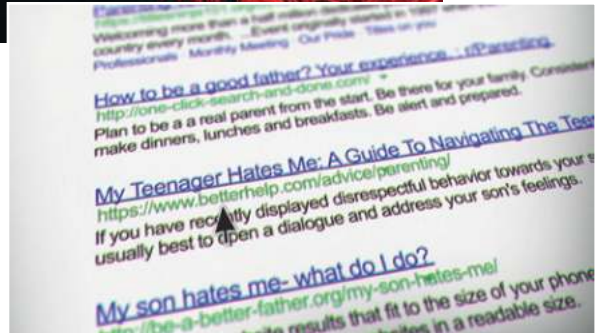 Welcoming more than a half million
country every month. ...Event originally started in
Professionals Monthly Meeting Our Pride Titles on you
How to be a good father? Your experience. : r/Parenting
http://one-click-search-and-done.com/
Plan to be a a real parent from the start. Be there for your family. Considerate
make dinners, lunches and breakfasts. Be alert and prepared.
My Teenager Hates Me: A Guide To Navigating The Tee
https://www.betterhelp.com/advice/parenting/
If you have recently displayed disrespectful behavior towards your s
usually best to open a dialogue and address your son's feelings.
My son hates me- what do I do?
http://be-a-better-father.org/my-son-hates-me/
site results that fit to the size of your phone
in a readable size.